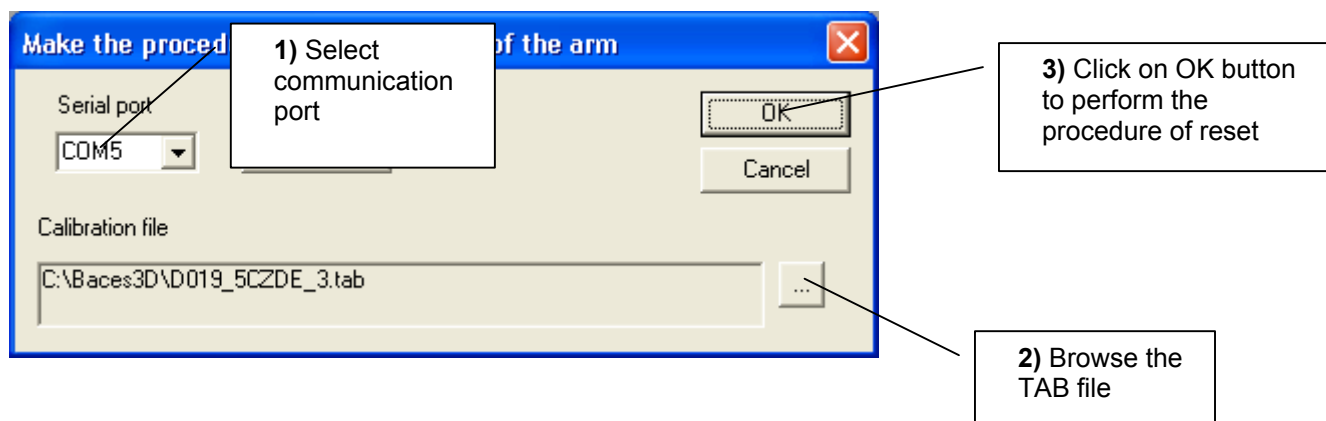 Make the proced
of the arm
1) Select
communication
port
Serial port
COM5
OK
Cancel
3) Click on OK button
to perform the
procedure of reset
Calibration file
C:\Baces3D\D019_5CZDE_3.tab
...
2) Browse the
TAB file